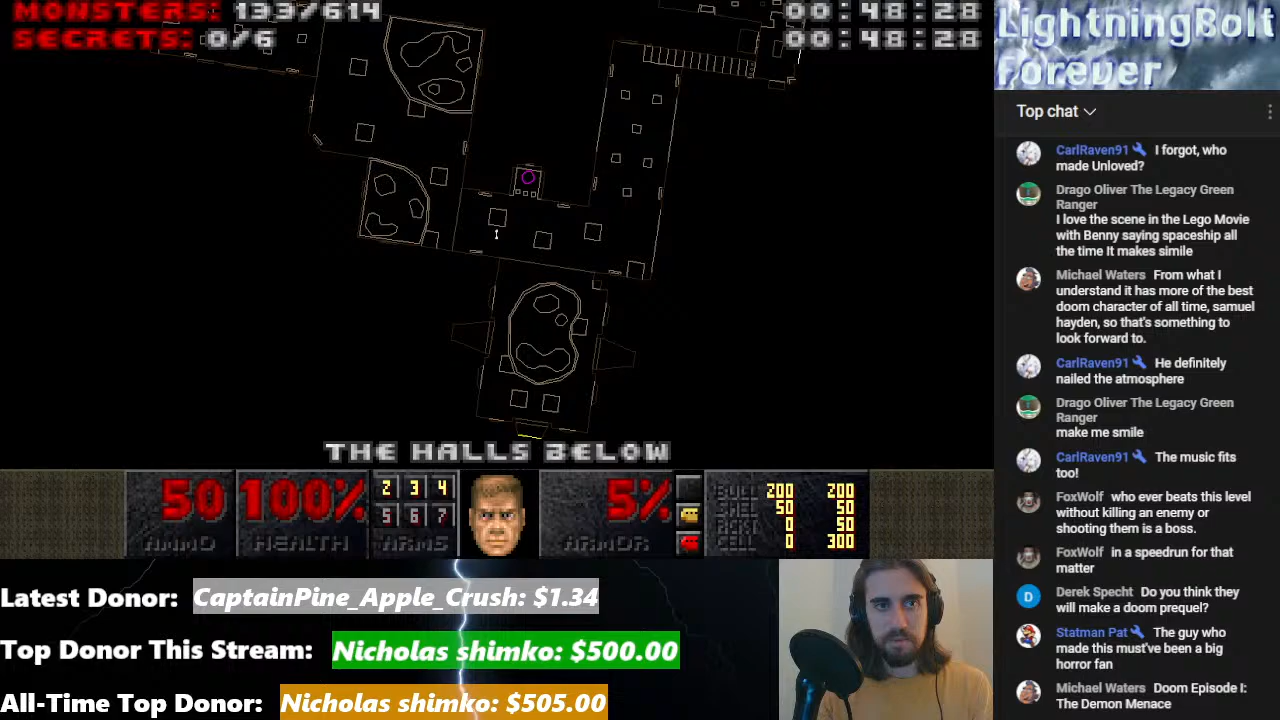 MONSTERS: 133/614
SECRETS: 0/6
00:48:28
00:48:28
THE HALLS BELOW
50
AMMO
100%
HEALTH
2 3 4
5 6 7
ARMS
5%
ARMOR
BULL 200 200
SHEL 50 50
RCKT 0 50
CELL 0 300
Latest Donor: CaptainPine_Apple_Crush: $1.34
Top Donor This Stream: Nicholas shimko: $500.00
All-Time Top Donor: Nicholas shimko: $505.00
LightningBolt
Forever
Top chat
CarlRaven91 I forgot, who
made Unloved?
Drago Oliver The Legacy Green
Ranger
I love the scene in the Lego Movie
with Benny saying spaceship all
the time It makes simile
Michael Waters From what I
understand it has more of the best
doom character of all time, samuel
hayden, so that's something to
look forward to.
CarlRaven91 He definitely
nailed the atmosphere
Drago Oliver The Legacy Green
Ranger
make me smile
CarlRaven91 The music fits
too!
FoxWolf who ever beats this level
without killing an enemy or
shooting them is a boss.
FoxWolf in a speedrun for that
matter
D
Derek Specht Do you think they
will make a doom prequel?
Statman Pat The guy who
made this must've been a big
horror fan
Michael Waters Doom Episode I:
The Demon Menace